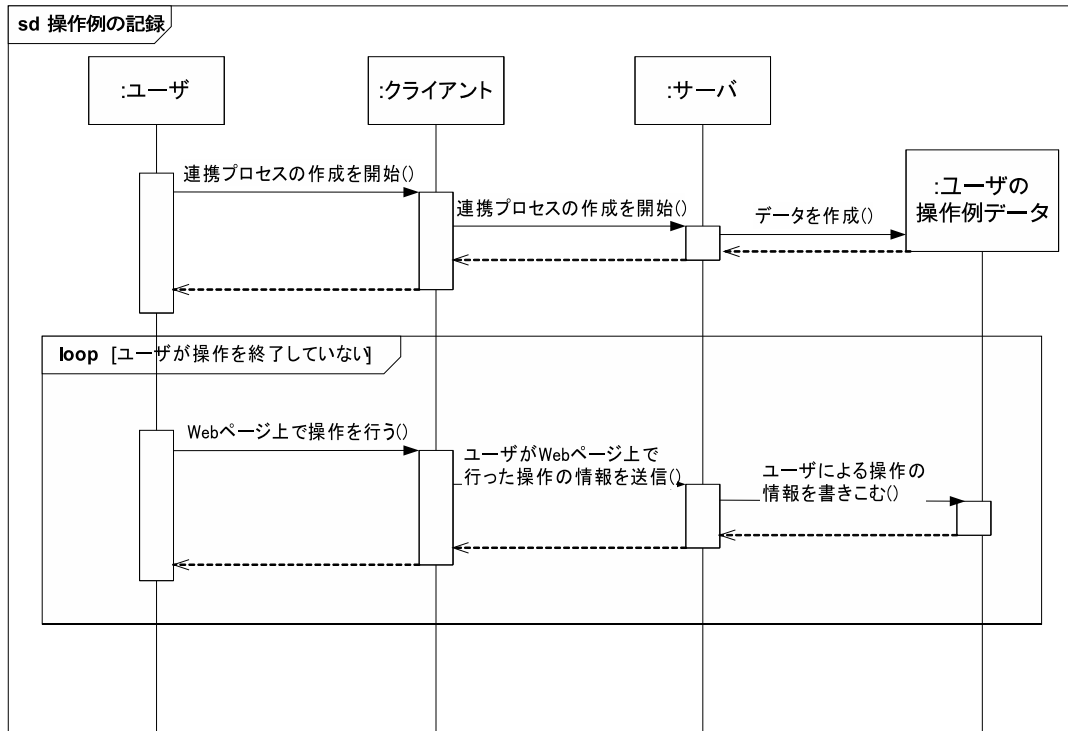 sd 操作例の記録
:ユーザ
:クライアント
:サーバ
:ユーザの
操作例データ
連携プロセスの作成を開始()
連携プロセスの作成を開始()
データを作成()
loop [ユーザが操作を終了していない]
Webページ上で操作を行う()
ユーザがWebページ上で
行った操作の情報を送信()
ユーザによる操作の
情報を書きこむ()